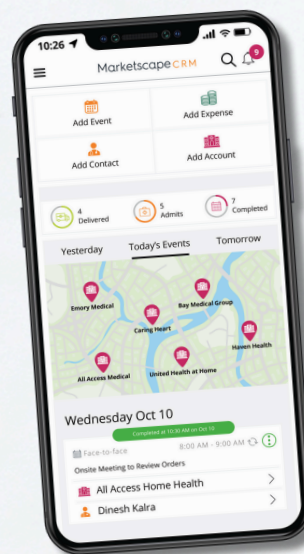 10:26
Marketscape CRM
9
Add Event
Add Expense
Add Contact
Add Account
4
Delivered
5
Admits
7
Completed
Yesterday
Today's Events
Tomorrow
Emory Medical
Bay Medical Group
Caring Heart
Haven Health
All Access Medical
United Health at Home
Wednesday Oct 10
Completed at 10:30 AM on Oct 10
Face-to-face
8:00 AM - 9:00 AM
Onsite Meeting to Review Orders
All Access Home Health
Dinesh Kalra